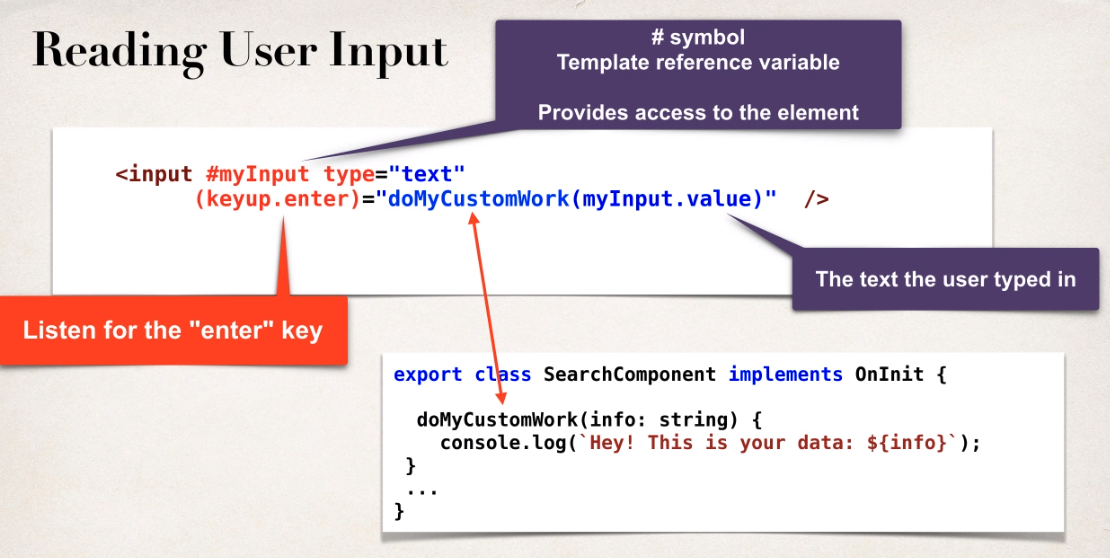 Reading User Input
# symbol
Template reference variable
Provides access to the element
<input #myInput type="text"
(keyup.enter)="doMyCustomWork(myInput.value)" />
The text the user typed in
Listen for the "enter" key
export class SearchComponent implements OnInit {
doMyCustomWork(info: string) {
console.log(`Hey! This is your data: ${info}`);
}
...
}